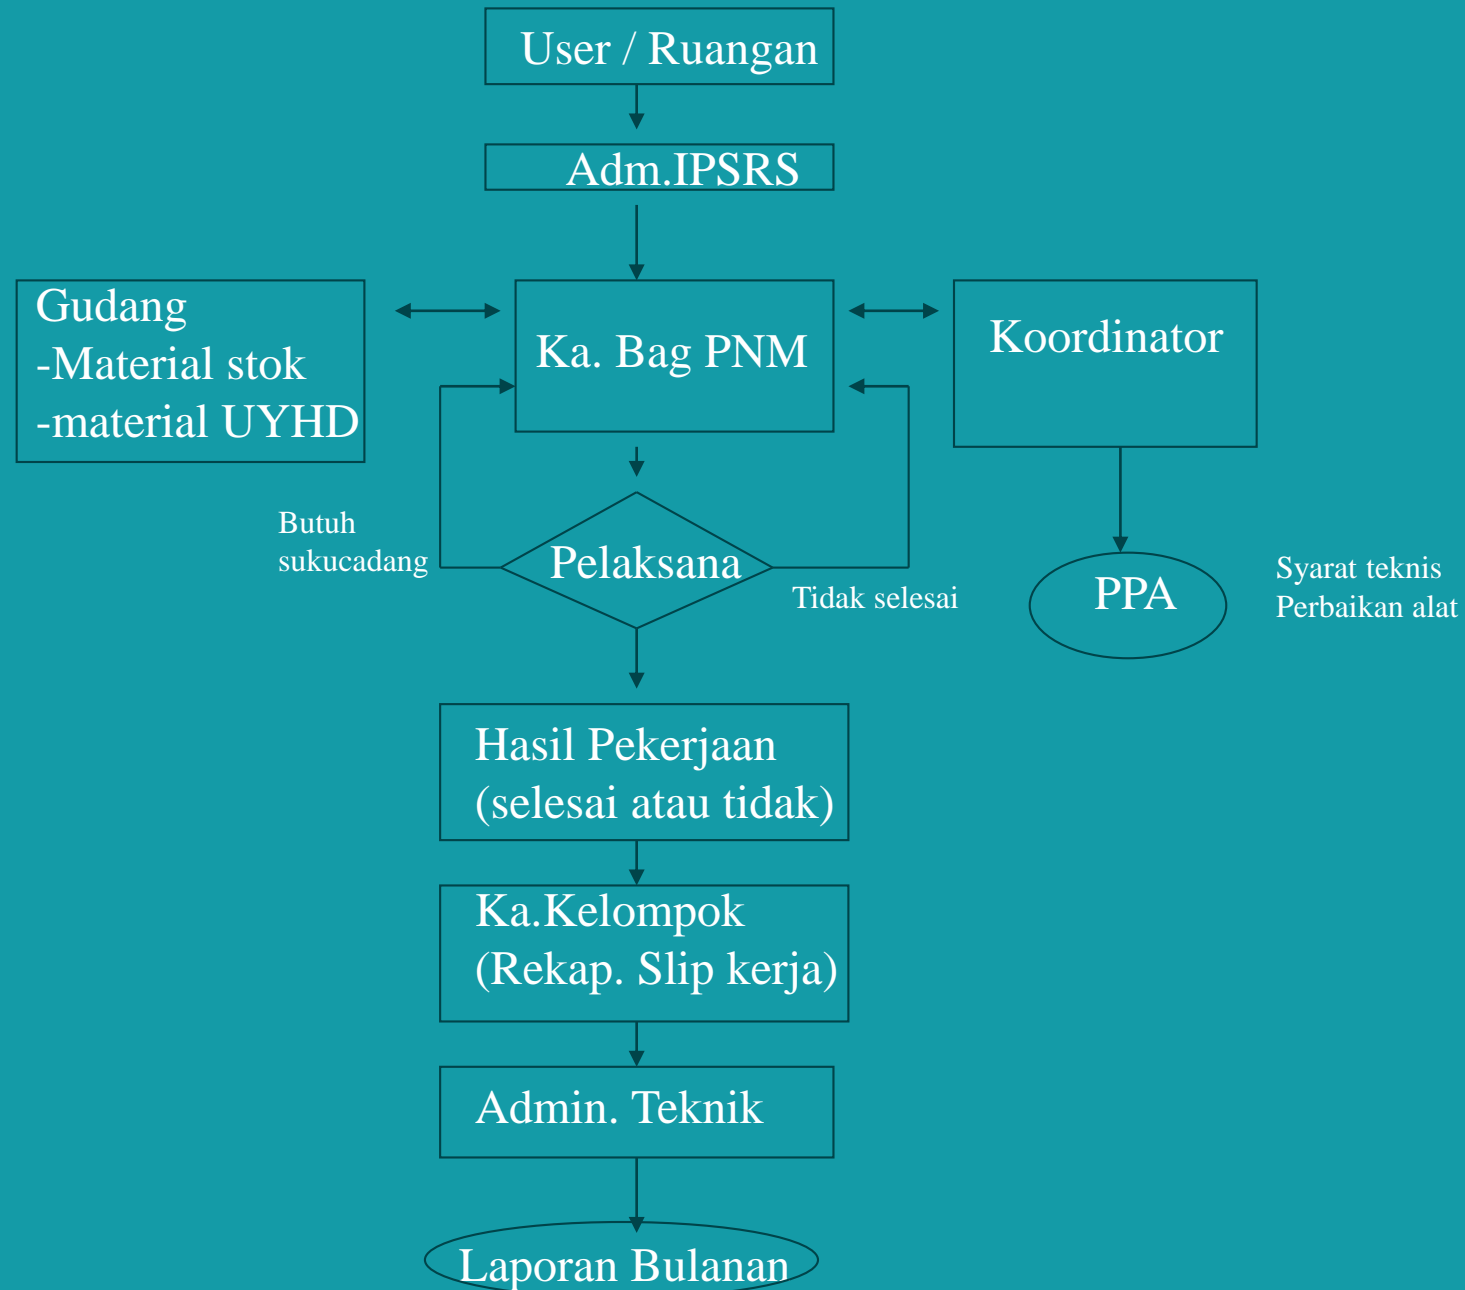 User / Ruangan
Adm.IPSRS
Gudang
-Material stok
-material UYHD
Ka. Bag PNM
Koordinator
Butuh
sukucadang
Pelaksana
Tidak selesai
PPA
Syarat teknis
Perbaikan alat
Hasil Pekerjaan
(selesai atau tidak)
Ka.Kelompok
(Rekap. Slip kerja)
Admin. Teknik
Laporan Bulanan